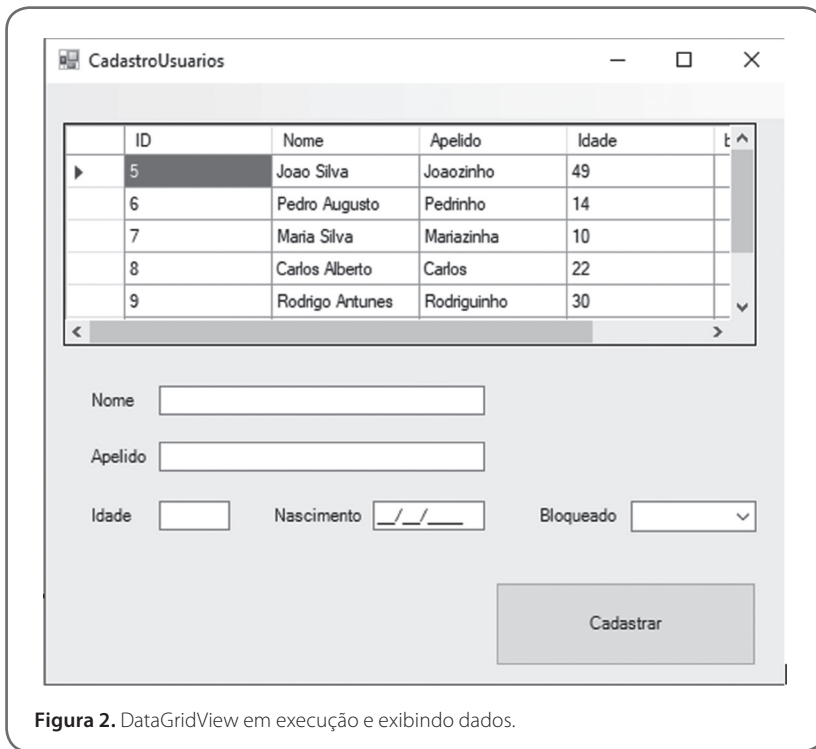 CadastroUsuarios
ID Nome Apelido Idade
5 Joao Silva Joaozinho 49
6 Pedro Augusto Pedrinho 14
7 Maria Silva Mariazinha 10
8 Carlos Alberto Carlos 22
9 Rodrigo Antunes Rodriguinho 30
Nome
Apelido
Idade Nascimento __/__/____ Bloqueado
Cadastrar
Figura 2. DataGridView em execução e exibindo dados.